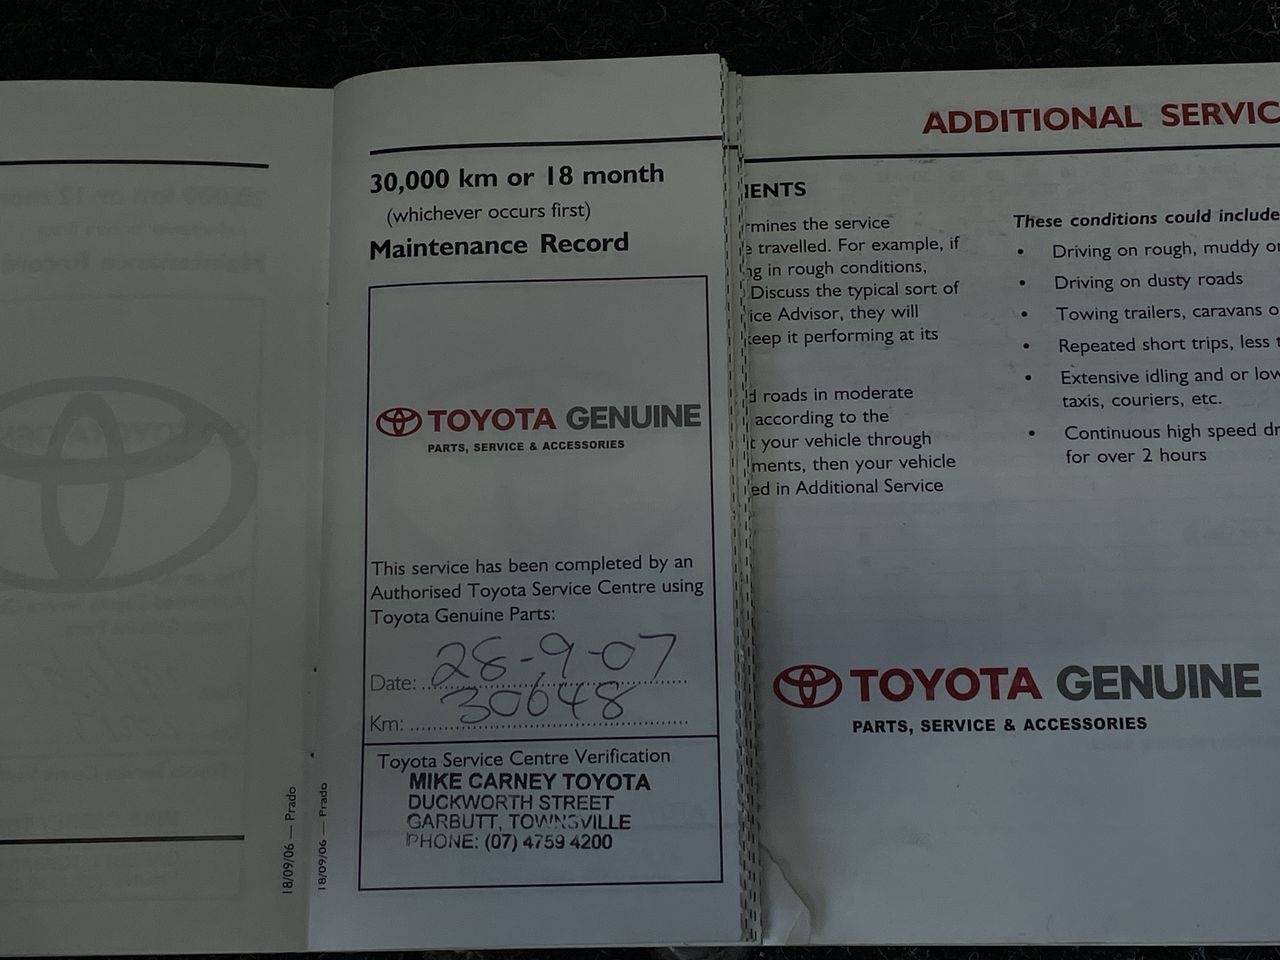 30,000 km or 18 month
(whichever occurs first)
Maintenance Record
TOYOTA GENUINE
PARTS, SERVICE & ACCESSORIES
This service has been completed by an
Authorised Toyota Service Centre using
Toyota Genuine Parts:
Date: 28-9-07
Km: 30648
Toyota Service Centre Verification
MIKE CARNEY TOYOTA
DUCKWORTH STREET
GARBUTT, TOWNSVILLE
PHONE: (07) 4759 4200
18/09/06 — Prado
18/09/06 — Prado
ADDITIONAL SERVIC
IENTS
rmines the service
e travelled. For example, if
ng in rough conditions,
Discuss the typical sort of
ice Advisor, they will
keep it performing at its
d roads in moderate
according to the
t your vehicle through
ments, then your vehicle
ed in Additional Service
These conditions could include
• Driving on rough, muddy or
• Driving on dusty roads
• Towing trailers, caravans o
• Repeated short trips, less t
• Extensive idling and or low
taxis, couriers, etc.
• Continuous high speed dr
for over 2 hours
TOYOTA GENUINE
PARTS, SERVICE & ACCESSORIES